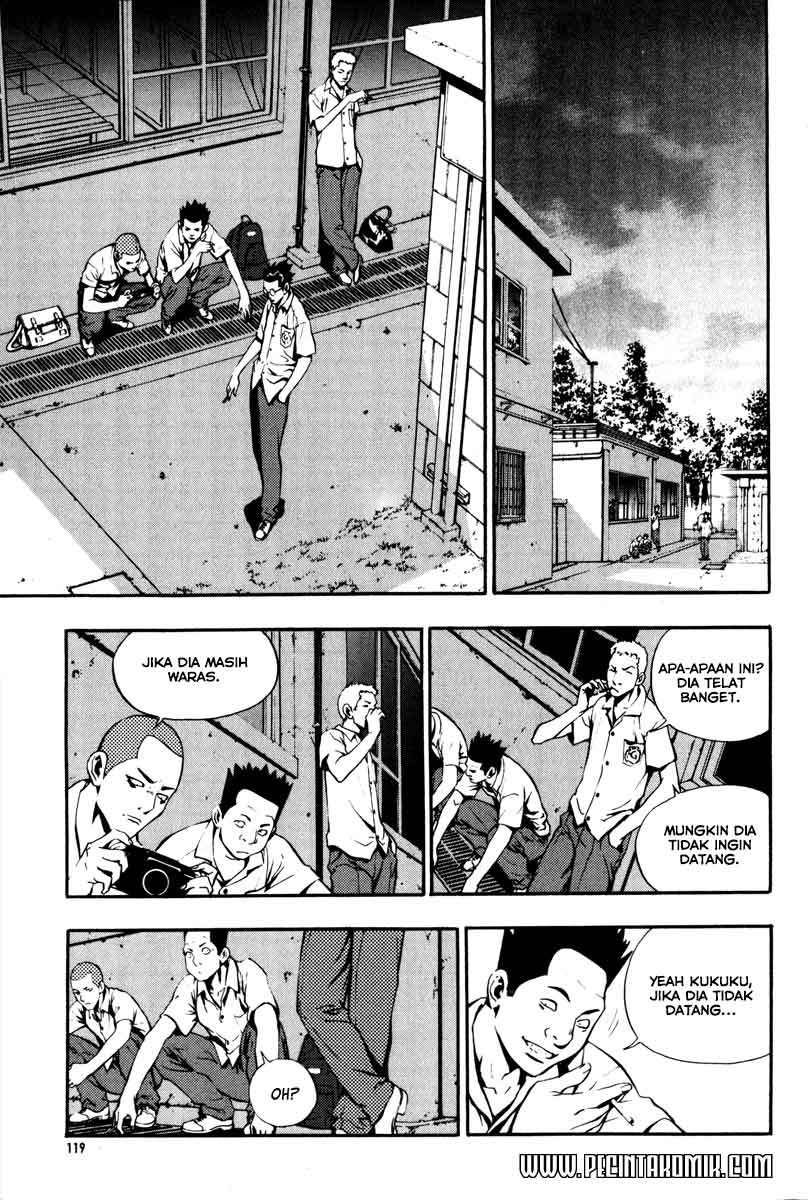 APA-APAAN INI?
DIA TELAT
BANGET.
MUNGKIN DIA
TIDAK INGIN
DATANG.
JIKA DIA MASIH
WARAS.
YEAH KUKUKU,
JIKA DIA TIDAK
DATANG...
OH?
119
WWW.PECINTAKOMIK.COM